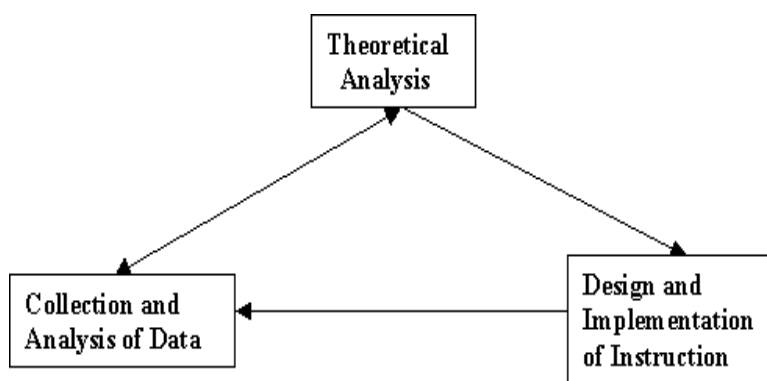 Theoretical
Analysis
Collection and
Analysis of Data
Design and
Implementation
of Instruction